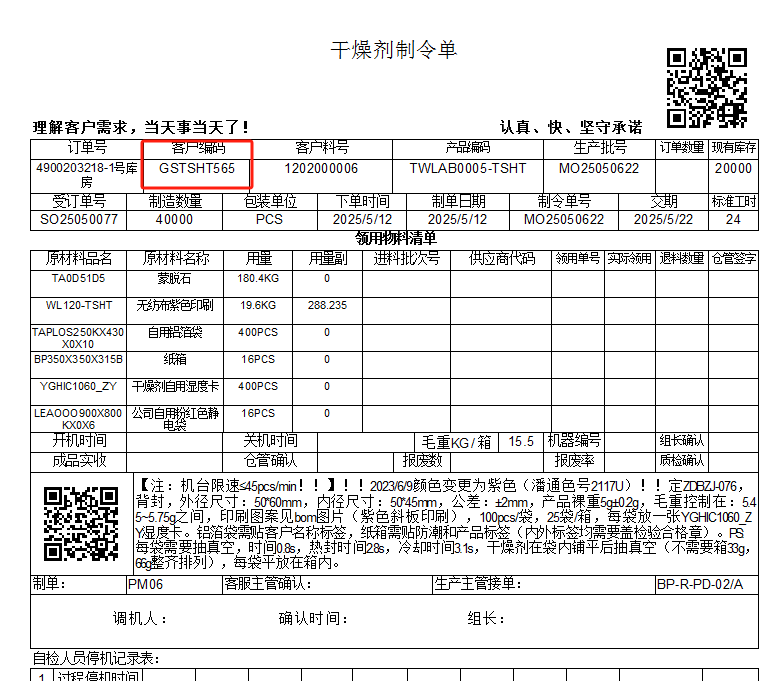 干燥剂制令单
理解客户需求，当天事当天了！ 认真、快、坚守承诺
订单号 客户编码 客户料号 产品编码 生产批号 订单数量 现有库存
4900203218-1号库房 GSTSHT565 1202000006 TWLAB0005-TSHT MO25050622 20000
受订单号 制造数量 包装单位 下单时间 制单日期 制令单号 交期 标准工时
SO25050077 40000 PCS 2025/5/12 2025/5/12 MO25050622 2025/5/22 24
领用物料清单
原材料品名 原材料名称 用量 用量副 进料批次号 供应商代码 领用单号 实际领用 退料数量 仓管签字
TA0D51D5 蒙脱石 180.4KG 0
WL120-TSHT 无纺布紫色印刷 19.6KG 288.235
TAPLOS250KX430X0X10 自用铝箔袋 400PCS 0
BP350X350X315B 纸箱 16PCS 0
YGHIC1060_ZY 干燥剂自用湿度卡 400PCS 0
LEAOOO900X800KX0X6 公司自用粉红色静电袋 16PCS 0
开机时间 关机时间 毛重KG/箱 15.5 机器编号 组长确认
成品实收 仓管确认 报废数 报废率 质检确认
【注：机台限速≤45pcs/min！！】！！2023/6/9颜色变更为紫色（潘通色号2117U）！！定ZDBZJ-076，
背封，外径尺寸：50*60mm，内径尺寸：50*45mm，公差：±2mm，产品裸重5g±0.2g，毛重控制在：5.4
5~5.75g之间，印刷图案见bom图片（紫色斜板印刷），100pcs/袋，25袋/箱，每袋放一张YGHIC1060_Z
Y湿度卡。铝箔袋需贴客户名称标签，纸箱需贴防潮和产品标签（内外标签均需要盖检验合格章）。PS
每袋需要抽真空，时间0.8s，热封时间2.8s，冷却时间3.1s，干燥剂在袋内铺平后抽真空（不需要箱33g，
66g整齐排列），每袋平放在箱内。
制单： PM06 客服主管确认： 生产主管接单： BP-R-PD-02/A
调机人： 确认时间： 组长：
自检人员停机记录表：
1 过程停机时间